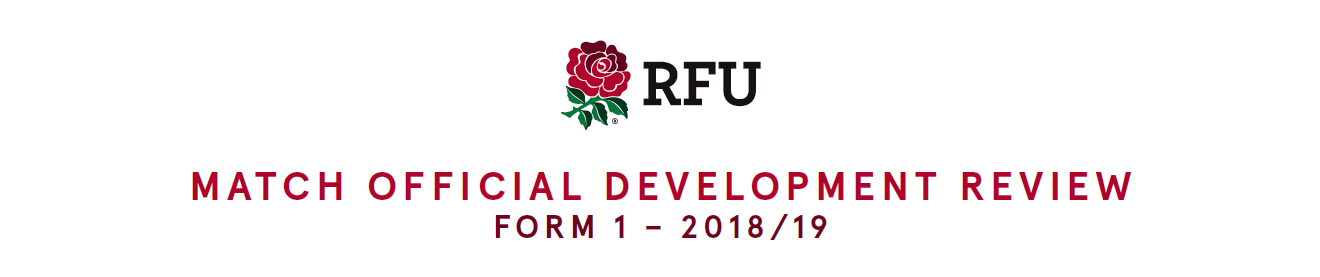 RFU
MATCH OFFICIAL DEVELOPMENT REVIEW
FORM 1 – 2018/19